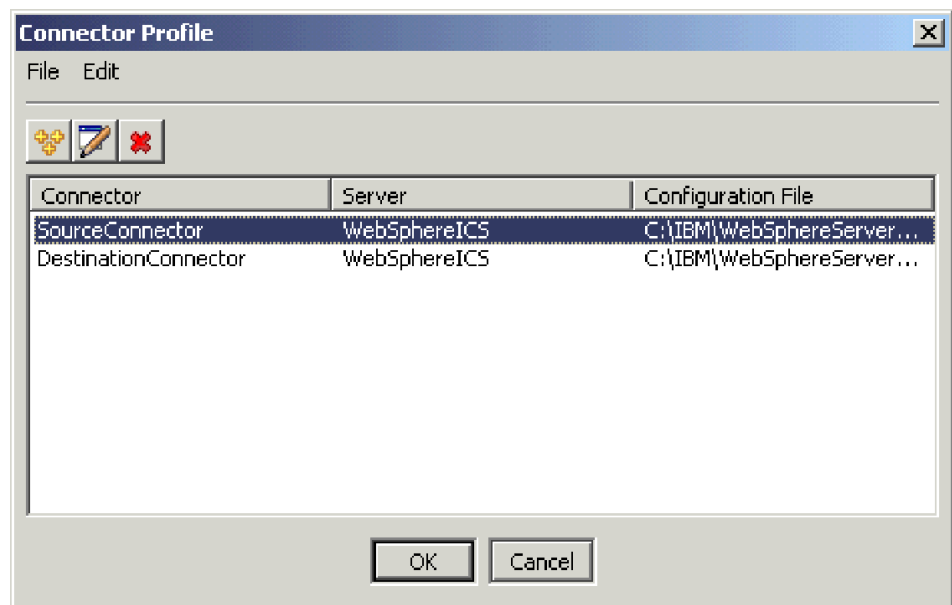 Connector Profile
File Edit
Connector Server Configuration File
SourceConnector WebSphereICS C:\IBM\WebSphereServer...
DestinationConnector WebSphereICS C:\IBM\WebSphereServer...
OK Cancel